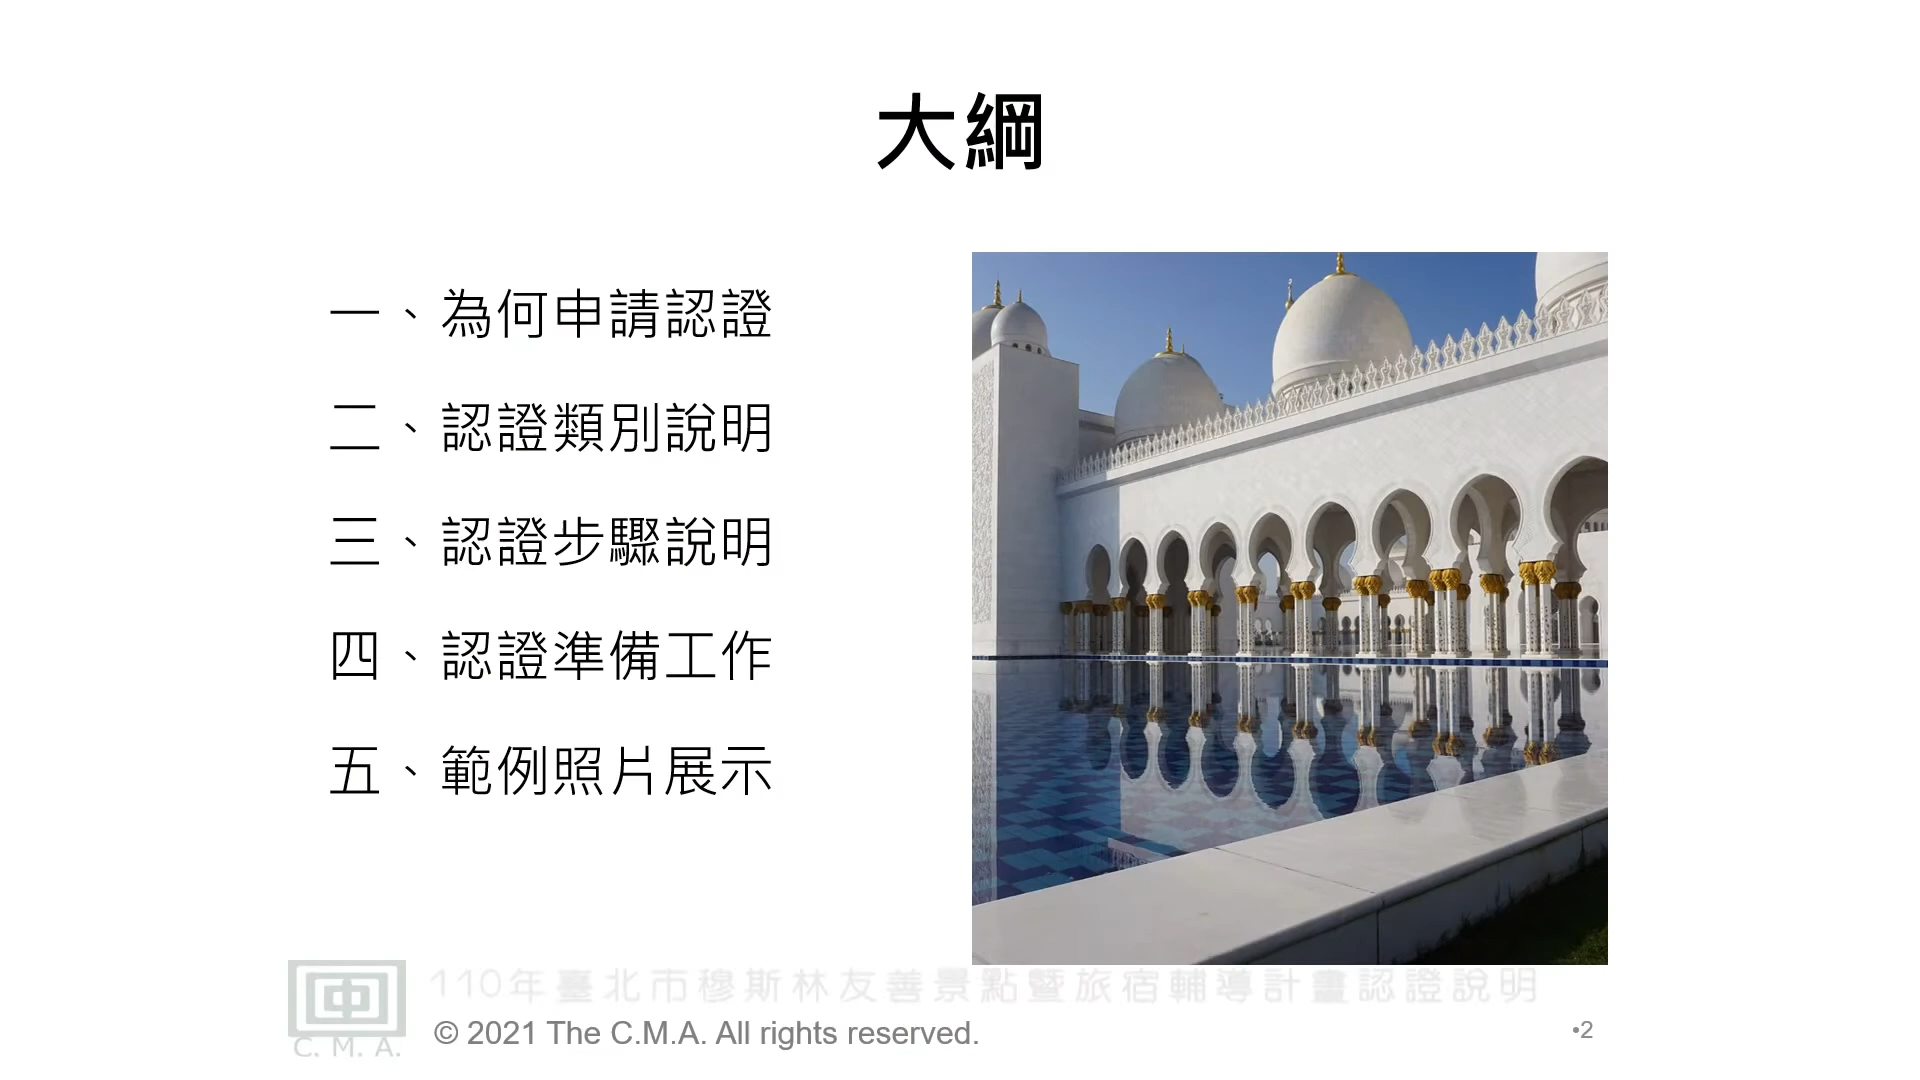 大綱
一、為何申請認證
二、認證類別說明
三、認證步驟說明
四、認證準備工作
五、範例照片展示
110年臺北市穆斯林友善景點暨旅宿輔導計畫認證說明
C. M. A.
© 2021 The C.M.A. All rights reserved.
•2